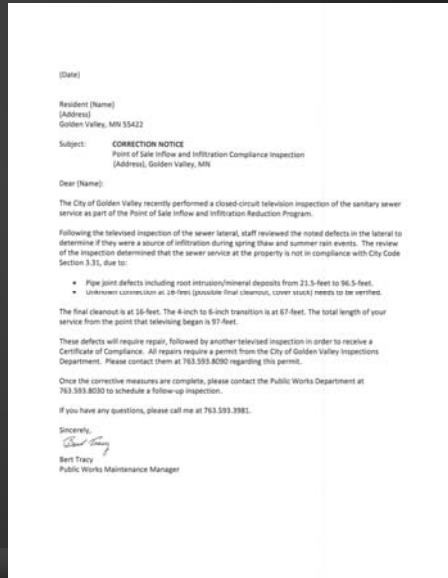 (Date)
Resident (Name)
(Address)
Golden Valley, MN 55422
Subject: CORRECTION NOTICE
Point of Sale Inflow and Infiltration Compliance Inspection
(Address), Golden Valley, MN
Dear (Name):
The City of Golden Valley recently performed a closed-circuit television inspection of the sanitary sewer
service as part of the Point of Sale Inflow and Infiltration Reduction Program.
Following the televised inspection of the sewer lateral, staff reviewed the noted defects in the lateral to
determine if they were a source of infiltration during spring thaw and summer rain events. The review
of the inspection determined that the sewer service at the property is not in compliance with City Code
Section 3.31, due to:
• Pipe joint defects including root intrusion/mineral deposits from 21.5-feet to 96.5-feet.
• Unknown connection at 16-feet (possible final cleanout, cover stuck) needs to be verified.
The final cleanout is at 16-feet. The 4-inch to 6-inch transition is at 67-feet. The total length of your
service from the point that televising began is 97-feet.
These defects will require repair, followed by another televised inspection in order to receive a
Certificate of Compliance. All repairs require a permit from the City of Golden Valley Inspections
Department. Please contact them at 763.593.8090 regarding this permit.
Once the corrective measures are complete, please contact the Public Works Department at
763.593.8030 to schedule a follow-up inspection.
If you have any questions, please call me at 763.593.3981.
Sincerely,
Bert Tracy
Bert Tracy
Public Works Maintenance Manager